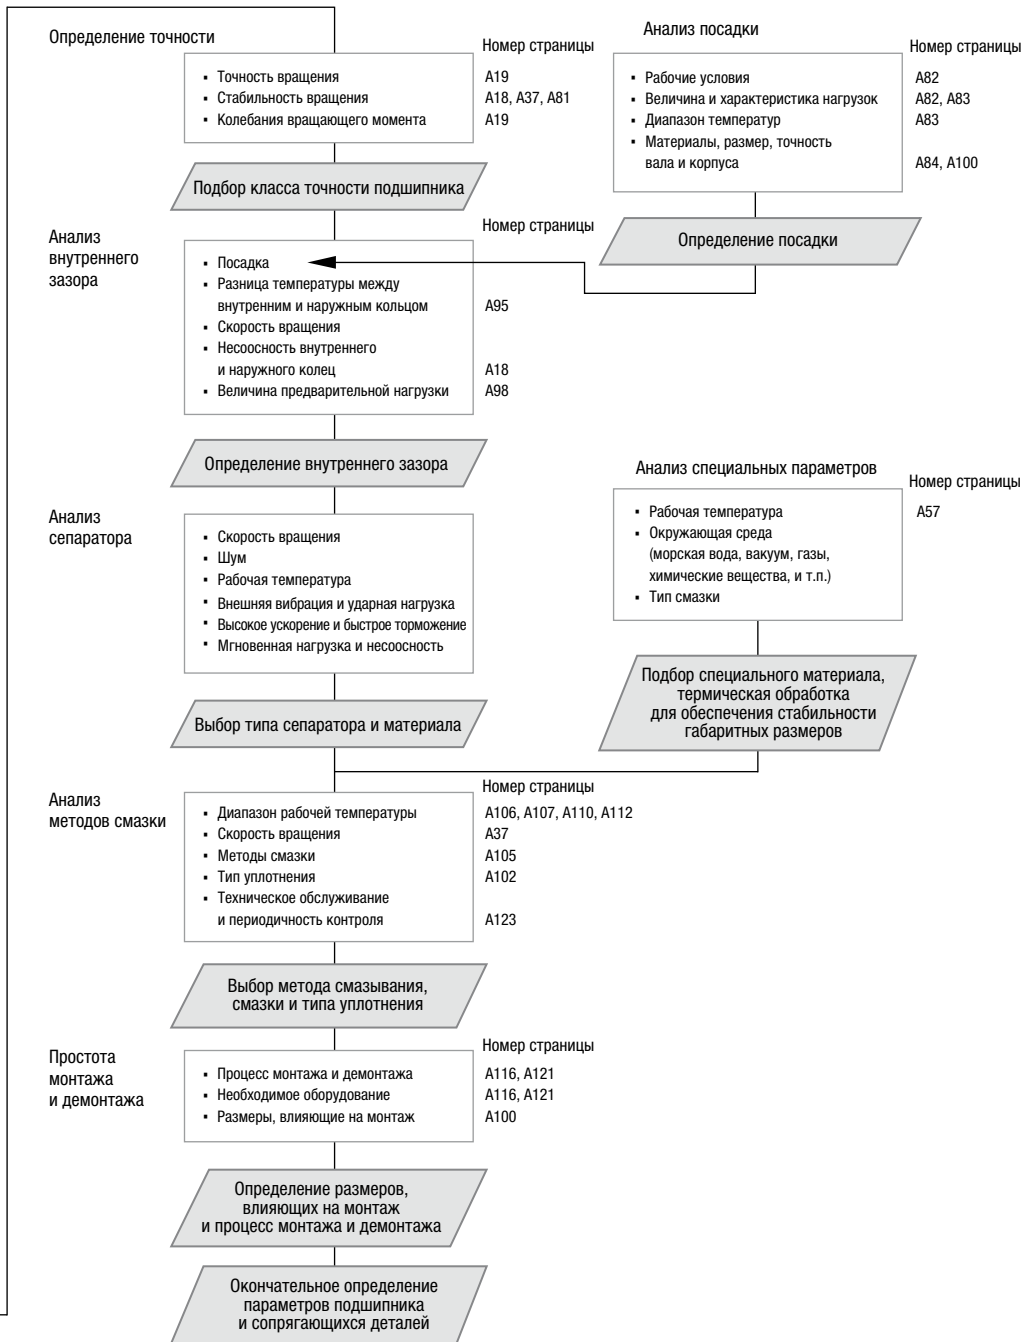 Определение точности
Номер страницы
▪ Точность вращения A19
▪ Стабильность вращения A18, A37, A81
▪ Колебания вращающего момента A19
Подбор класса точности подшипника
Анализ посадки
Номер страницы
▪ Рабочие условия A82
▪ Величина и характеристика нагрузок A82, A83
▪ Диапазон температур A83
▪ Материалы, размер, точность
вала и корпуса A84, A100
Определение посадки
Анализ
внутреннего
зазора
Номер страницы
▪ Посадка
▪ Разница температуры между
внутренним и наружным кольцом A95
▪ Скорость вращения
▪ Несоосность внутреннего
и наружного колец A18
▪ Величина предварительной нагрузки A98
Определение внутреннего зазора
Анализ
сепаратора
▪ Скорость вращения
▪ Шум
▪ Рабочая температура
▪ Внешняя вибрация и ударная нагрузка
▪ Высокое ускорение и быстрое торможение
▪ Мгновенная нагрузка и несоосность
Выбор типа сепаратора и материала
Анализ специальных параметров
Номер страницы
▪ Рабочая температура A57
▪ Окружающая среда
(морская вода, вакуум, газы,
химические вещества, и т.п.)
▪ Тип смазки
Подбор специального материала,
термическая обработка
для обеспечения стабильности
габаритных размеров
Анализ
методов смазки
Номер страницы
▪ Диапазон рабочей температуры A106, A107, A110, A112
▪ Скорость вращения A37
▪ Методы смазки A105
▪ Тип уплотнения A102
▪ Техническое обслуживание
и периодичность контроля A123
Выбор метода смазывания,
смазки и типа уплотнения
Простота
монтажа
и демонтажа
Номер страницы
▪ Процесс монтажа и демонтажа A116, A121
▪ Необходимое оборудование A116, A121
▪ Размеры, влияющие на монтаж A100
Определение размеров,
влияющих на монтаж
и процесс монтажа и демонтажа
Окончательное определение
параметров подшипника
и сопрягающихся деталей